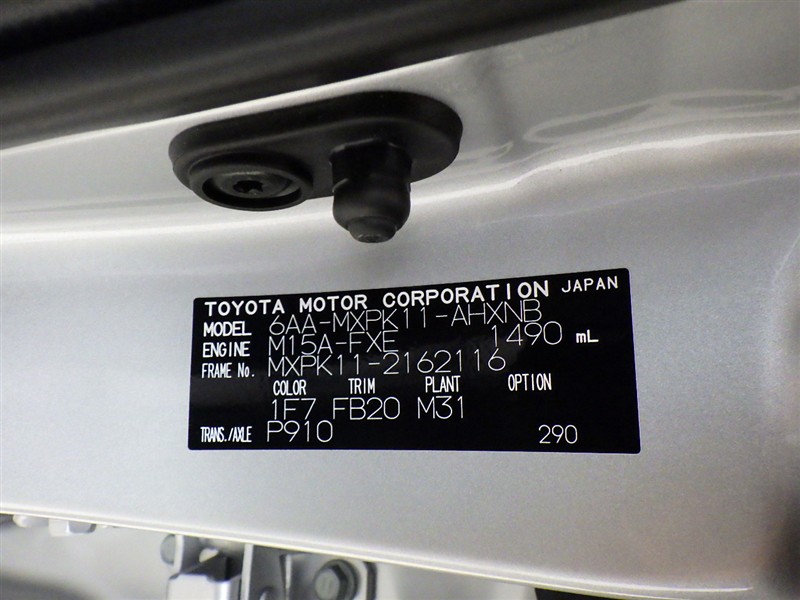 TOYOTA MOTOR CORPORATION JAPAN
MODEL 6AA-MXPK11-AHXNB
ENGINE M15A-FXE 1490 mL
FRAME No. MXPK11-2162116
COLOR TRIM PLANT OPTION
1F7 FB20 M31
TRANS./AXLE P910 290